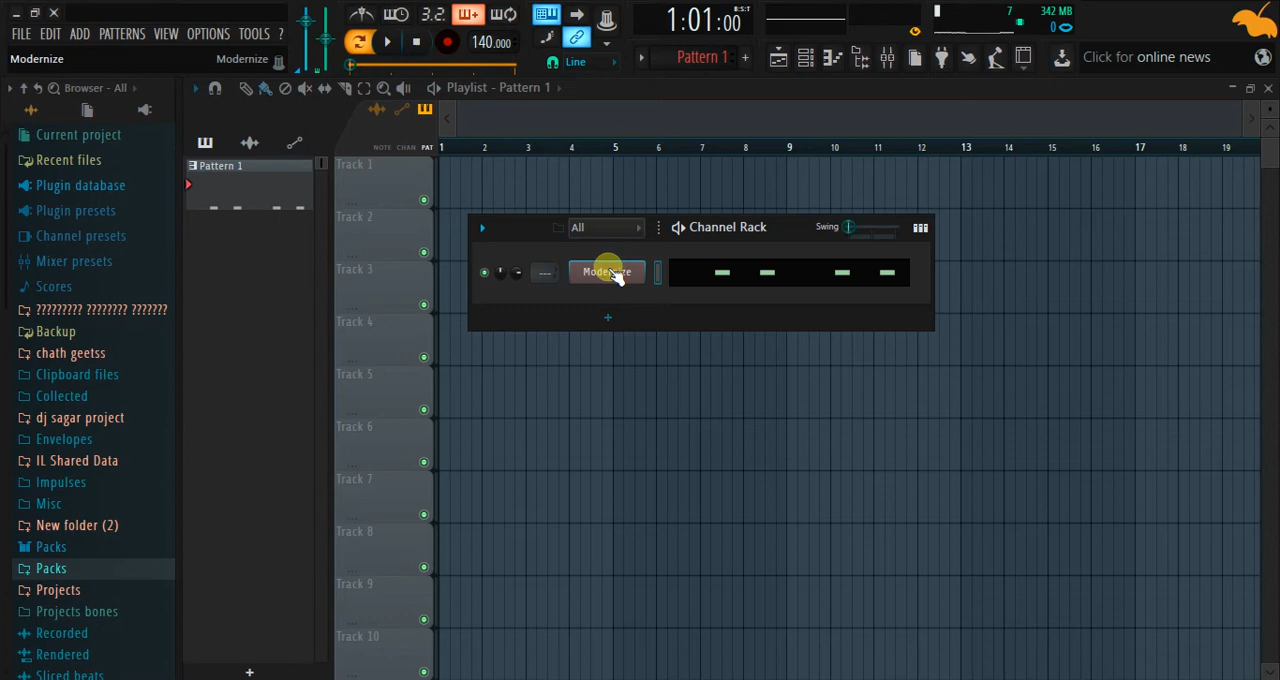 3.2.
140.000
1:01:00
7
342 MB
0
FILE EDIT ADD PATTERNS VIEW OPTIONS TOOLS ?
Line
Pattern 1
+
Click for online news
Modernize
Modernize
Browser - All
Playlist - Pattern 1
NOTE CHAN PAT
1 2 3 4 5 6 7 8 9 10 11 12 13 14 15 16 17 18 19
Current project
Recent files
Plugin database
Plugin presets
Channel presets
Mixer presets
Scores
????????? ???????? ???????
Backup
chath geetss
Clipboard files
Collected
dj sagar project
Envelopes
IL Shared Data
Impulses
Misc
New folder (2)
Packs
Packs
Projects
Projects bones
Recorded
Rendered
Sliced beats
Pattern 1
+
Track 1
Track 2
Track 3
Track 4
Track 5
Track 6
Track 7
Track 8
Track 9
Track 10
All
Channel Rack
Swing
---
Modernize
+